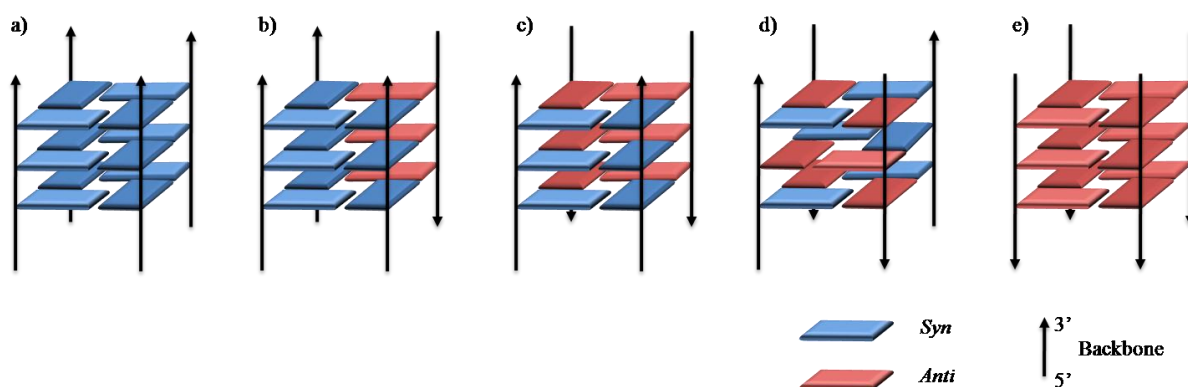 a)
b)
c)
d)
e)
Syn
Anti
3’
Backbone
5’